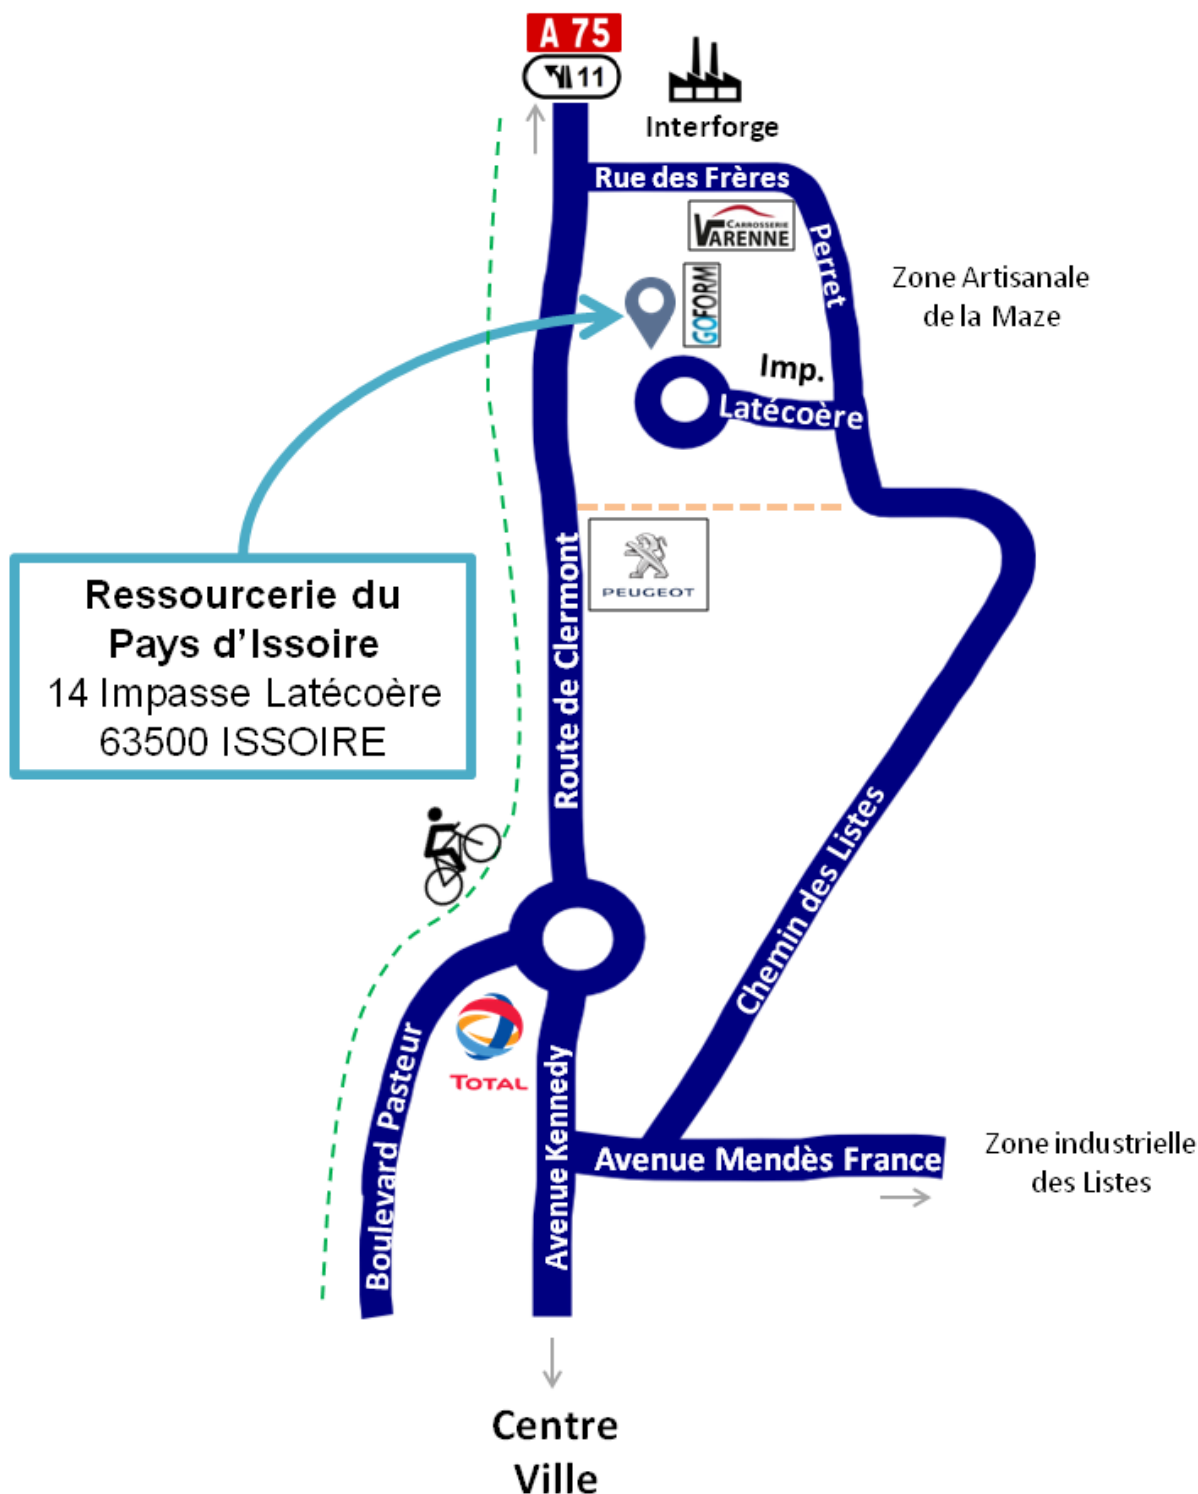 A 75
11
Interforge
Rue des Frères
CARROSSERIE
VARENNE
Perret
GOFORM
Zone Artisanale
de la Maze
Imp.
Latécoère
PEUGEOT
Route de Clermont
Ressourcerie du
Pays d’Issoire
14 Impasse Latécoère
63500 ISSOIRE
Chemin des Listes
TOTAL
Boulevard Pasteur
Avenue Kennedy
Avenue Mendès France
Zone industrielle
des Listes
Centre
Ville